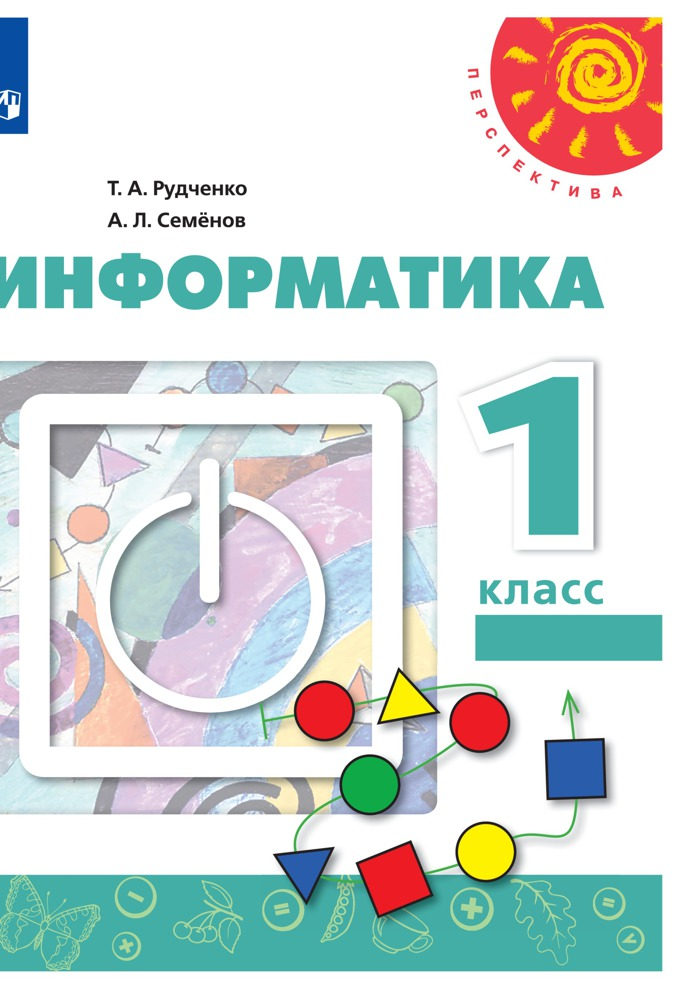 ПЕРСПЕКТИВА
Т. А. Рудченко
А. Л. Семёнов
ИНФОРМАТИКА
1
класс